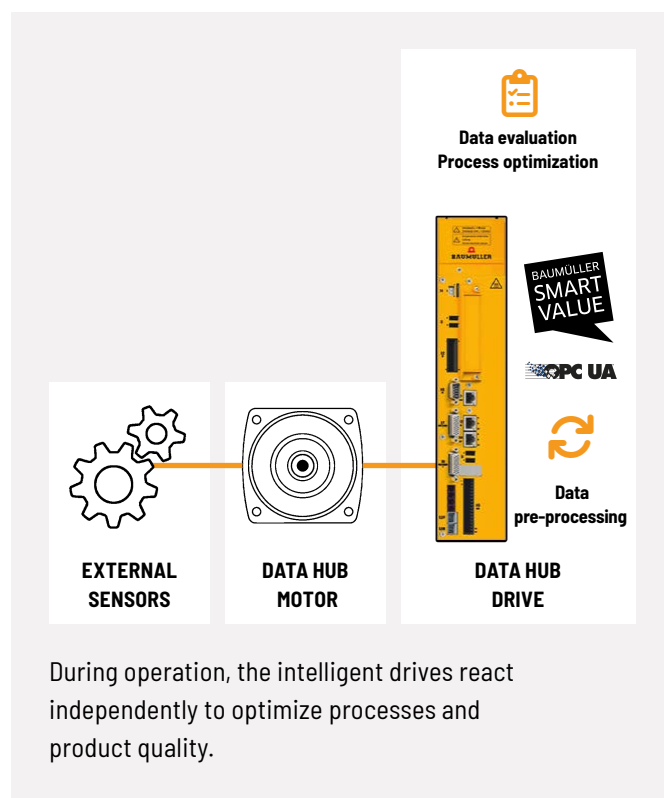 Data evaluation
Process optimization
BAUMÜLLER
BAUMÜLLER
SMART
VALUE
OPC UA
Data
pre-processing
EXTERNAL
SENSORS
DATA HUB
MOTOR
DATA HUB
DRIVE
During operation, the intelligent drives react
independently to optimize processes and
product quality.